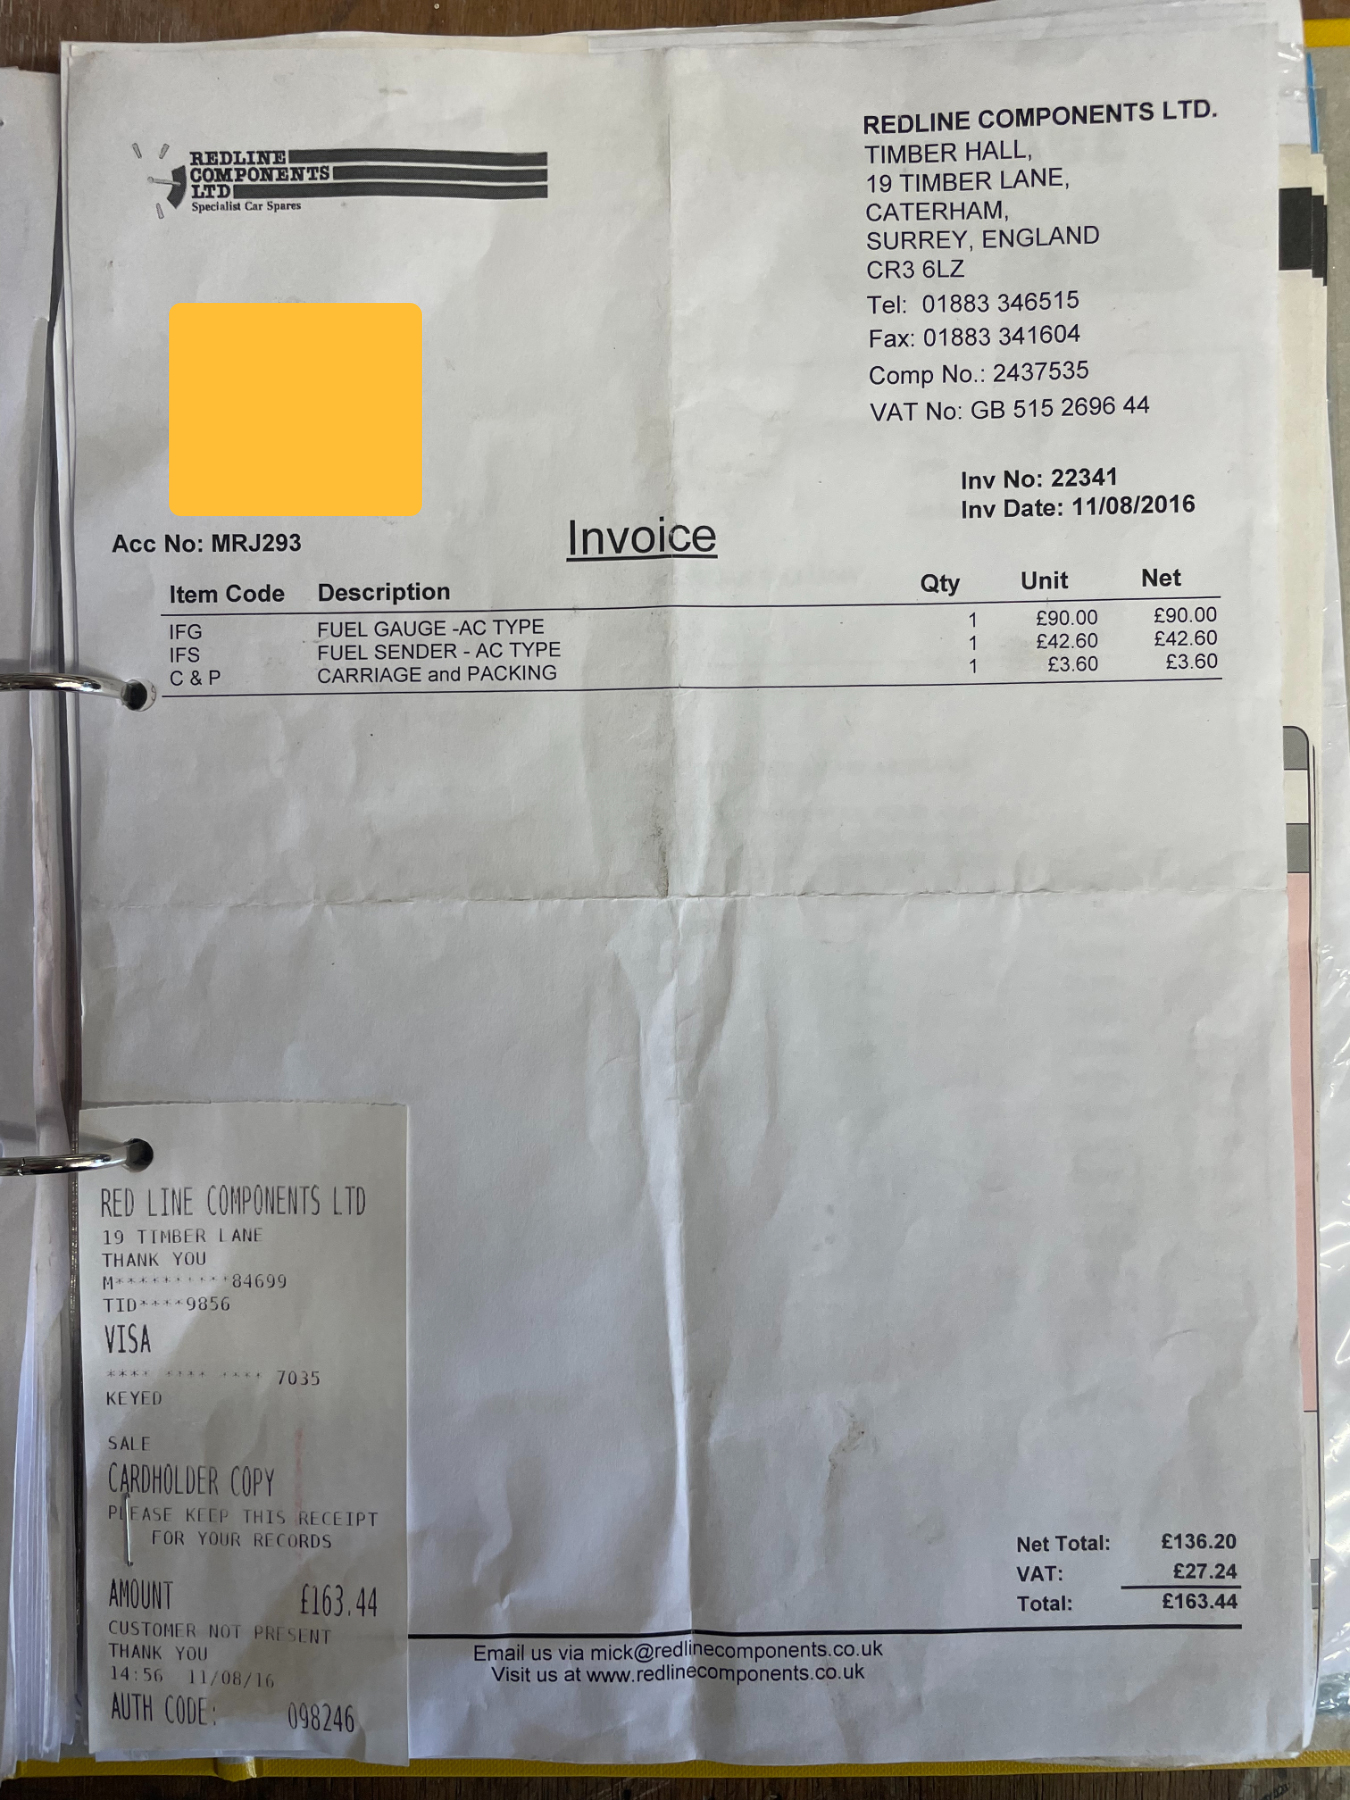 REDLINE
COMPONENTS
LTD
Specialist Car Spares
REDLINE COMPONENTS LTD.
TIMBER HALL,
19 TIMBER LANE,
CATERHAM,
SURREY, ENGLAND
CR3 6LZ
Tel: 01883 346515
Fax: 01883 341604
Comp No.: 2437535
VAT No: GB 515 2696 44
Inv No: 22341
Inv Date: 11/08/2016
Acc No: MRJ293
Invoice
Item Code Description Qty Unit Net
IFG FUEL GAUGE -AC TYPE 1 £90.00 £90.00
IFS FUEL SENDER - AC TYPE 1 £42.60 £42.60
C & P CARRIAGE and PACKING 1 £3.60 £3.60
RED LINE COMPONENTS LTD
19 TIMBER LANE
THANK YOU
M**********84699
TID****9856
VISA
**** **** **** 7035
KEYED
SALE
CARDHOLDER COPY
PLEASE KEEP THIS RECEIPT
FOR YOUR RECORDS
AMOUNT £163.44
CUSTOMER NOT PRESENT
THANK YOU
14:56 11/08/16
AUTH CODE: 098246
Net Total: £136.20
VAT: £27.24
Total: £163.44
Email us via mick@redlinecomponents.co.uk
Visit us at www.redlinecomponents.co.uk